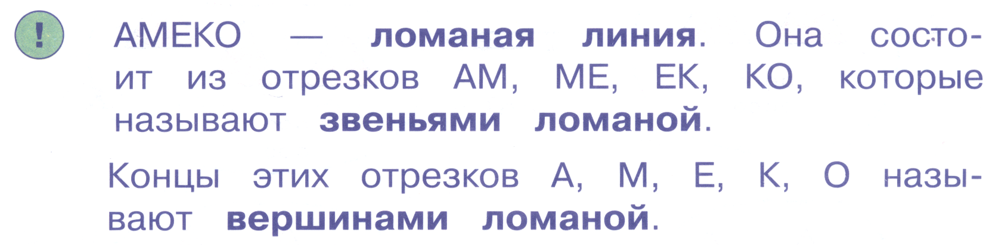 !
АМЕКО — ломаная линия. Она состо-
ит из отрезков АМ, МЕ, ЕК, КО, которые
называют звеньями ломаной.
Концы этих отрезков А, М, Е, К, О назы-
вают вершинами ломаной.